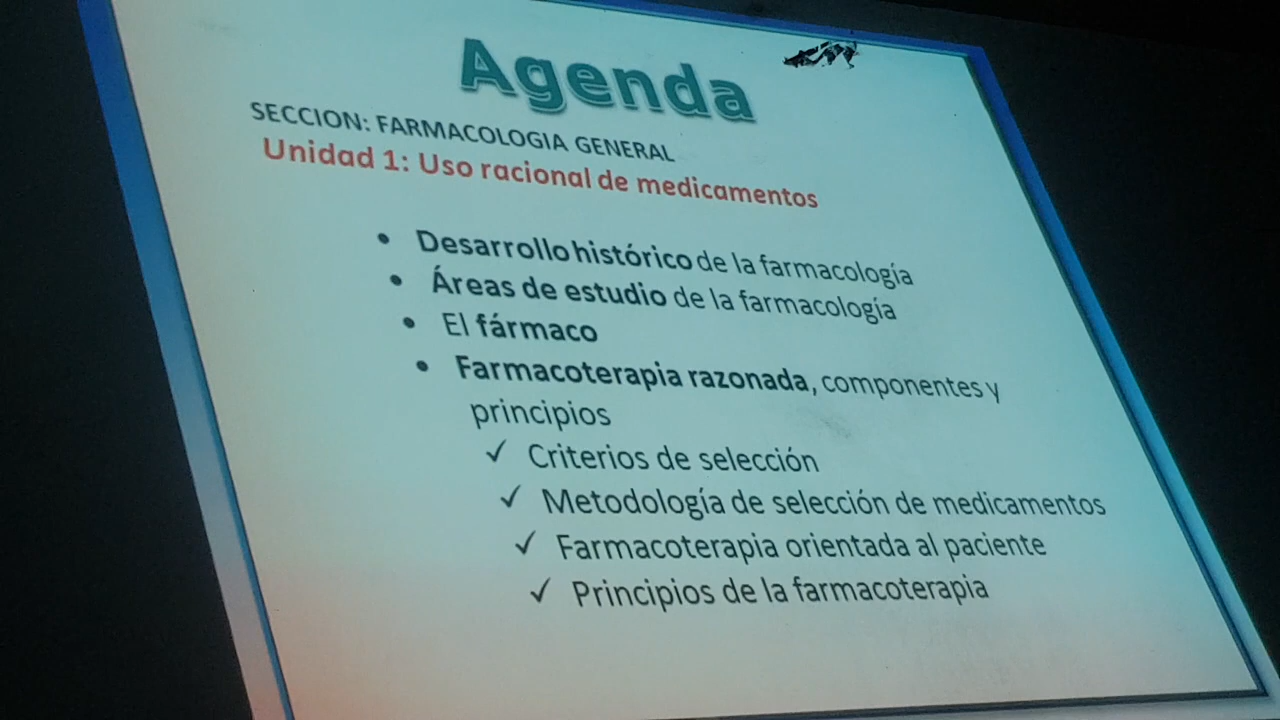 Agenda
SECCION: FARMACOLOGIA GENERAL
Unidad 1: Uso racional de medicamentos
• Desarrollo histórico de la farmacología
• Áreas de estudio de la farmacología
• El fármaco
• Farmacoterapia razonada, componentes y
principios
✓ Criterios de selección
✓ Metodología de selección de medicamentos
✓ Farmacoterapia orientada al paciente
✓ Principios de la farmacoterapia